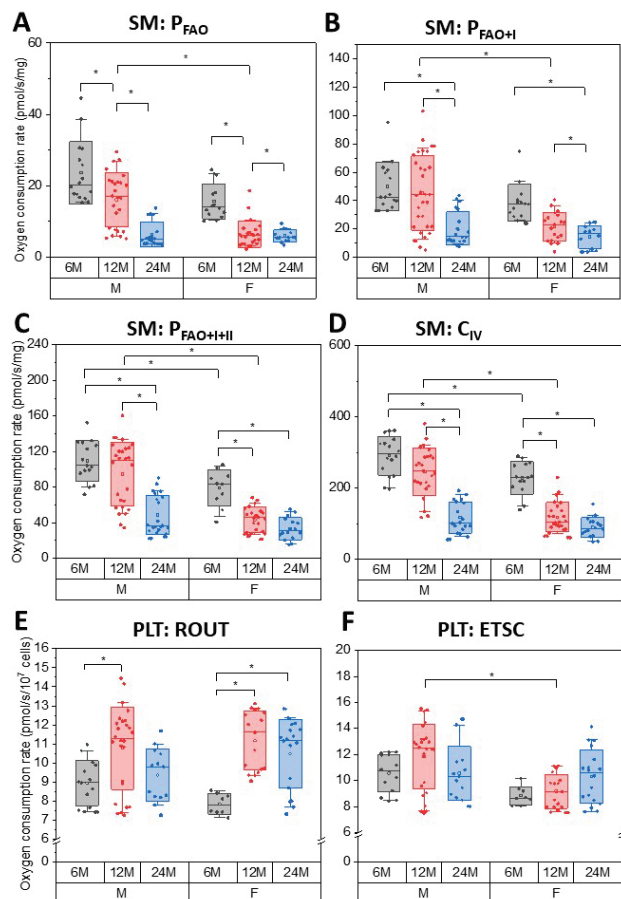 A SM: P_FAO
Oxygen consumption rate (pmol/s/mg)
60
40
20
0
* * * * * *
6M 12M 24M 6M 12M 24M
M F
B SM: P_FAO+I
140
120
100
80
60
40
20
0
* * * * *
6M 12M 24M 6M 12M 24M
M F
C SM: P_FAO+I+II
Oxygen consumption rate (pmol/s/mg)
240
200
160
120
80
40
0
* * * * * *
6M 12M 24M 6M 12M 24M
M F
D SM: C_IV
600
400
200
0
* * * * * *
6M 12M 24M 6M 12M 24M
M F
E PLT: ROUT
Oxygen consumption rate (pmol/s/10⁷ cells)
16
15
14
13
12
11
10
9
8
7
6
0
* * *
6M 12M 24M 6M 12M 24M
M F
F PLT: ETSC
20
18
16
14
12
10
8
6
0
*
6M 12M 24M 6M 12M 24M
M F